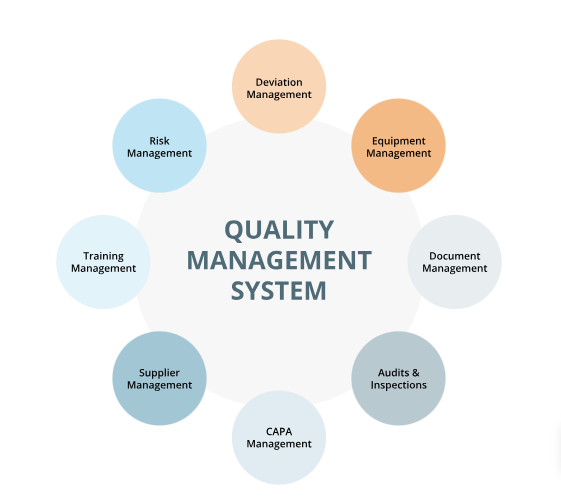 Deviation
Management
Equipment
Management
Document
Management
Audits &
Inspections
CAPA
Management
Supplier
Management
Training
Management
Risk
Management
QUALITY
MANAGEMENT
SYSTEM